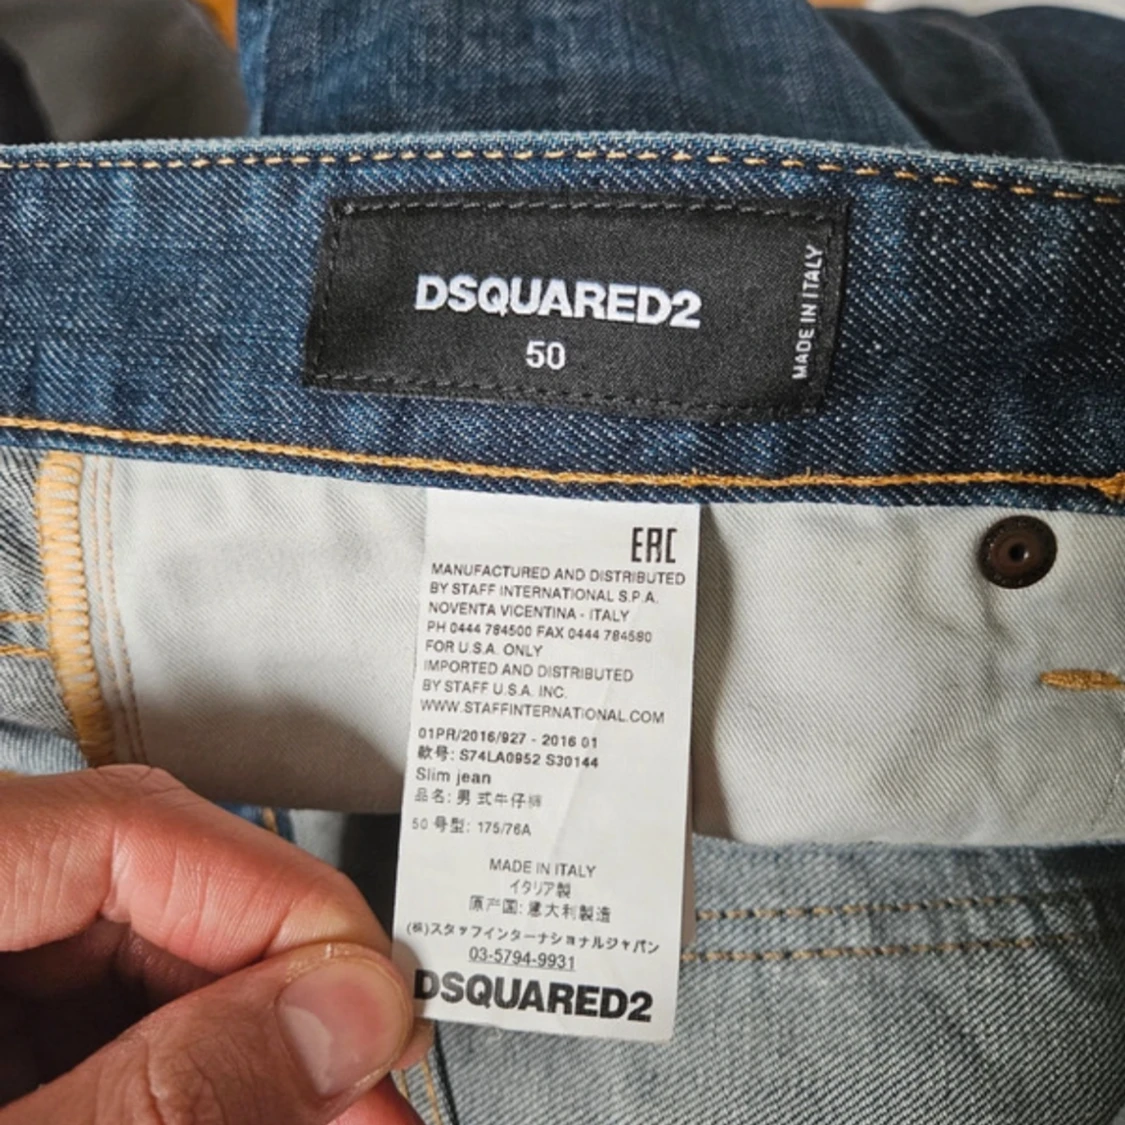 DSQUARED2
50
MADE IN ITALY
EAC
MANUFACTURED AND DISTRIBUTED
BY STAFF INTERNATIONAL S.P.A.
NOVENTA VICENTINA - ITALY
PH 0444 784500 FAX 0444 784580
FOR U.S.A. ONLY
IMPORTED AND DISTRIBUTED
BY STAFF U.S.A. INC.
WWW.STAFFINTERNATIONAL.COM
01PR/2016/927 - 2016 01
款号: S74LA0952 S30144
Slim jean
品名: 男式牛仔裤
50 号型: 175/76A
MADE IN ITALY
イタリア製
原产国: 意大利製造
(株)スタッフインターナショナルジャパン
03-5794-9931
DSQUARED2